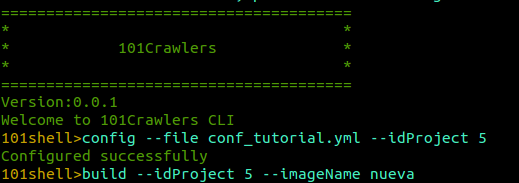 =====================================
*                                   *
*            101Crawlers            *
*                                   *
=====================================
Version:0.0.1
Welcome to 101Crawlers CLI
101shell>config --file conf_tutorial.yml --idProject 5
Configured successfully
101shell>build --idProject 5 --imageName nueva